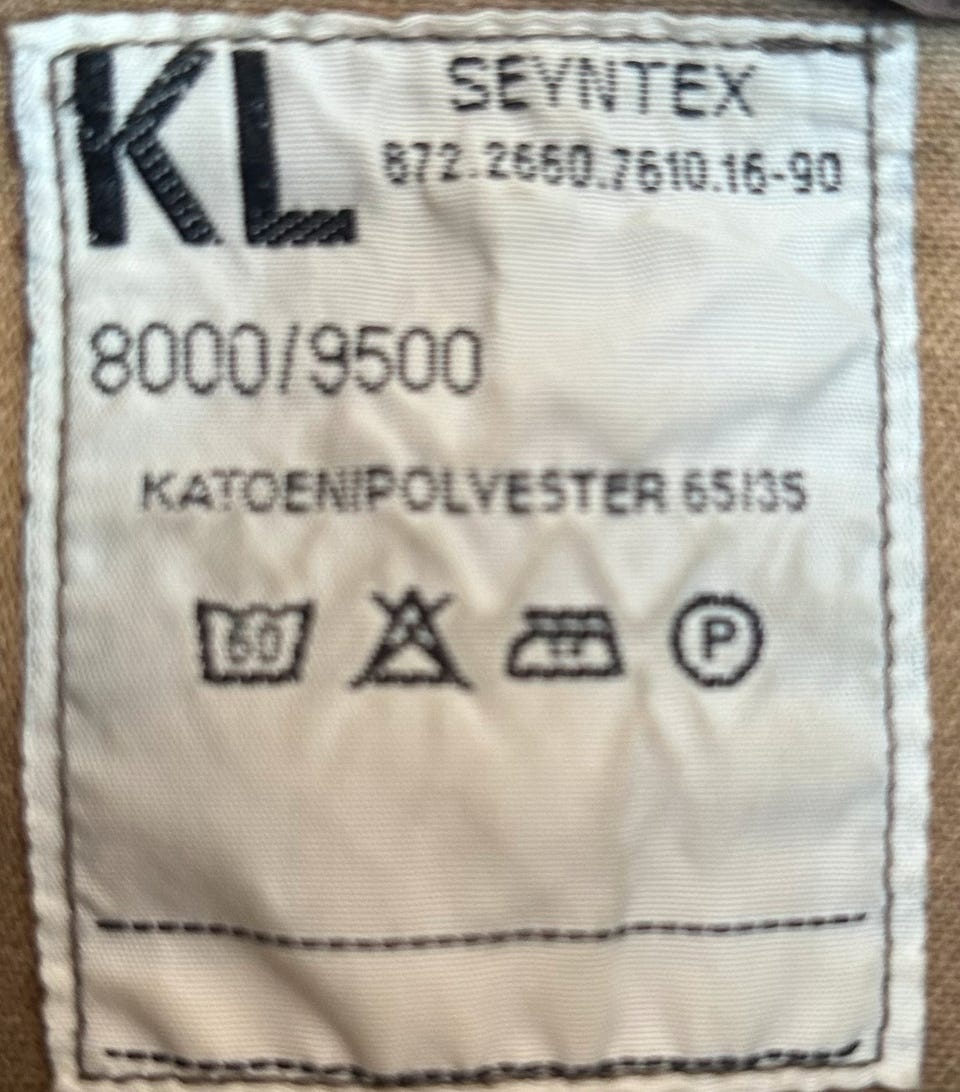 KL
SEYNTEX
872.2660.7610.16-90
8000/9500
KATOEN/POLYESTER 65/35
60
P